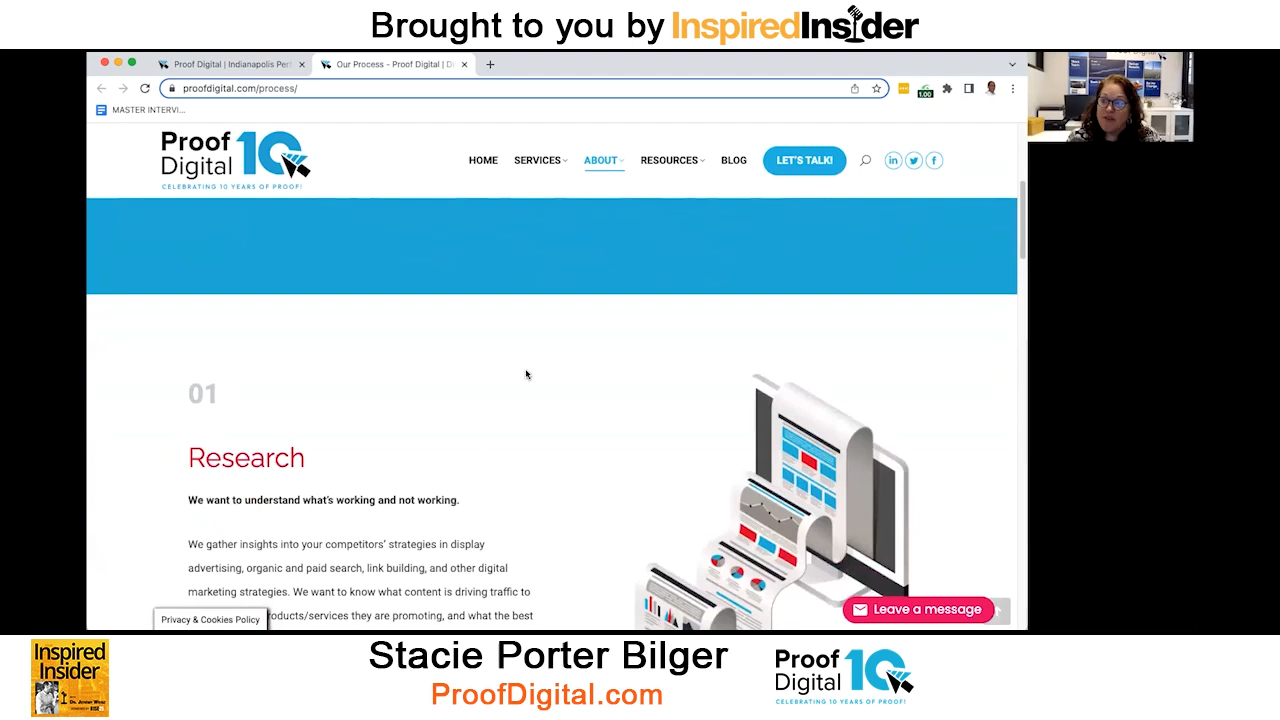 Brought to you by InspiredInsider
Proof Digital | Indianapolis Perf
Our Process - Proof Digital | D
proofdigital.com/process/
1.00
MASTER INTERVI...
Proof
Digital 10
CELEBRATING 10 YEARS OF PROOF!
HOME SERVICES ABOUT RESOURCES BLOG LET'S TALK!
01
Research
We want to understand what's working and not working.
We gather insights into your competitors' strategies in display
advertising, organic and paid search, link building, and other digital
marketing strategies. We want to know what content is driving traffic to
oducts/services they are promoting, and what the best
Privacy & Cookies Policy
Leave a message
Inspired
Insider
Stacie Porter Bilger
ProofDigital.com
Proof
Digital 10
CELEBRATING 10 YEARS OF PROOF!